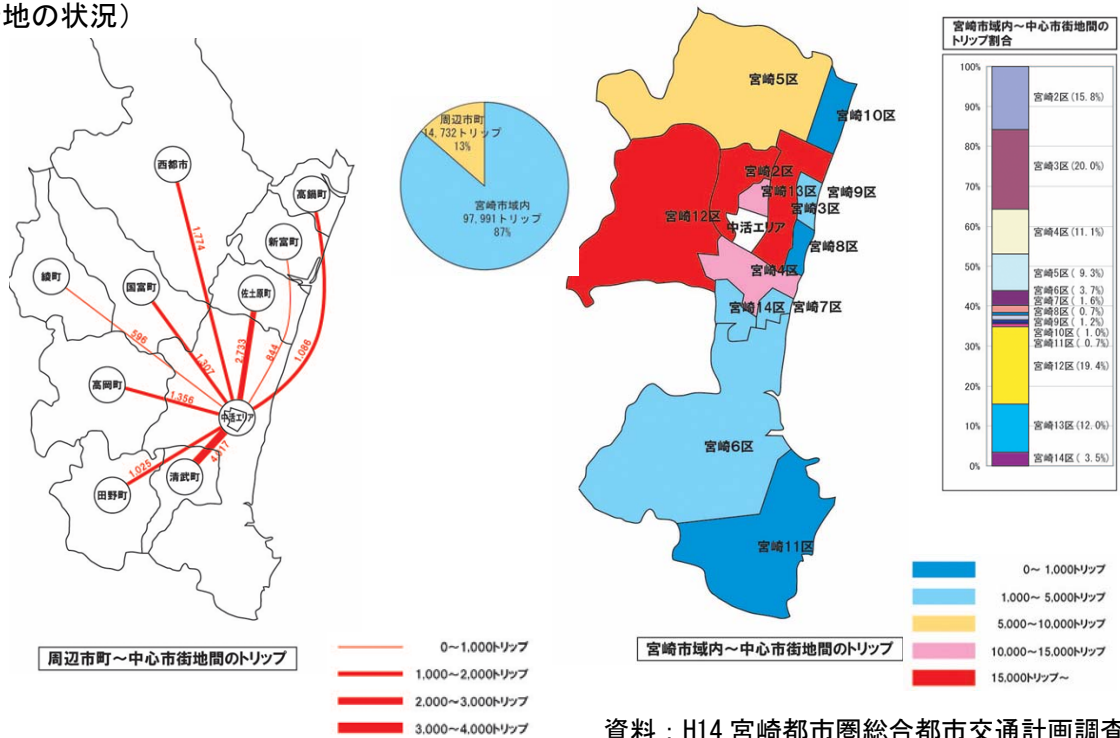 地の状況)
西都市
高鍋町
新富町
綾町
国富町
佐土原町
高岡町
田野町
清武町
中活エリア
1,774
596
1,307
2,733
844
1,086
1,356
1,025
周辺市町～中心市街地間のトリップ
0～1,000トリップ
1,000～2,000トリップ
2,000～3,000トリップ
3,000～4,000トリップ
周辺市町
14,732トリップ
13%
宮崎市域内
97,991トリップ
87%
宮崎5区
宮崎10区
宮崎2区
宮崎13区
宮崎9区
宮崎3区
宮崎12区
中活エリア
宮崎8区
宮崎4区
宮崎14区
宮崎7区
宮崎6区
宮崎11区
宮崎市域内～中心市街地間のトリップ
宮崎市域内～中心市街地間の
トリップ割合
100%
90%
80%
70%
60%
50%
40%
30%
20%
10%
0%
宮崎2区(15.8%)
宮崎3区(20.0%)
宮崎4区(11.1%)
宮崎5区( 9.3%)
宮崎6区( 3.7%)
宮崎7区( 1.6%)
宮崎8区( 0.7%)
宮崎9区( 1.2%)
宮崎10区( 1.0%)
宮崎11区( 0.7%)
宮崎12区(19.4%)
宮崎13区(12.0%)
宮崎14区( 3.5%)
0～ 1,000トリップ
1,000～ 5,000トリップ
5,000～10,000トリップ
10,000～15,000トリップ
15,000トリップ～
資料：H14 宮崎都市圏総合都市交通計画調査